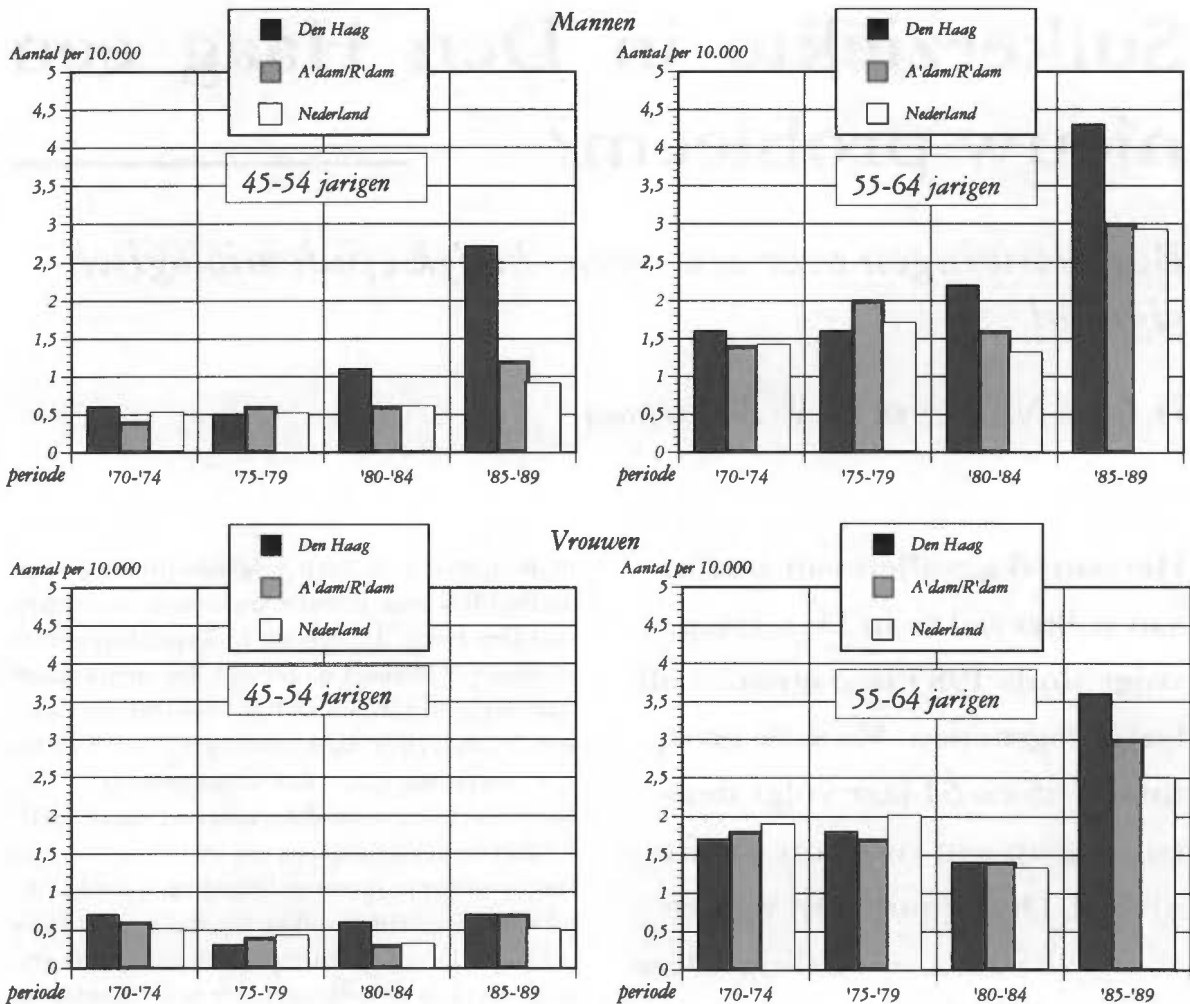 Mannen
Aantal per 10.000
Den Haag
A'dam/R'dam
Nederland
45-54 jarigen
5
4,5
4
3,5
3
2,5
2
1,5
1
0,5
0
periode '70-'74 '75-'79 '80-'84 '85-'89
Aantal per 10.000
Den Haag
A'dam/R'dam
Nederland
55-64 jarigen
5
4,5
4
3,5
3
2,5
2
1,5
1
0,5
0
periode '70-'74 '75-'79 '80-'84 '85-'89
Vrouwen
Aantal per 10.000
Den Haag
A'dam/R'dam
Nederland
45-54 jarigen
5
4,5
4
3,5
3
2,5
2
1,5
1
0,5
0
periode '70-'74 '75-'79 '80-'84 '85-'89
Aantal per 10.000
Den Haag
A'dam/R'dam
Nederland
55-64 jarigen
5
4,5
4
3,5
3
2,5
2
1,5
1
0,5
0
periode '70-'74 '75-'79 '80-'84 '85-'89